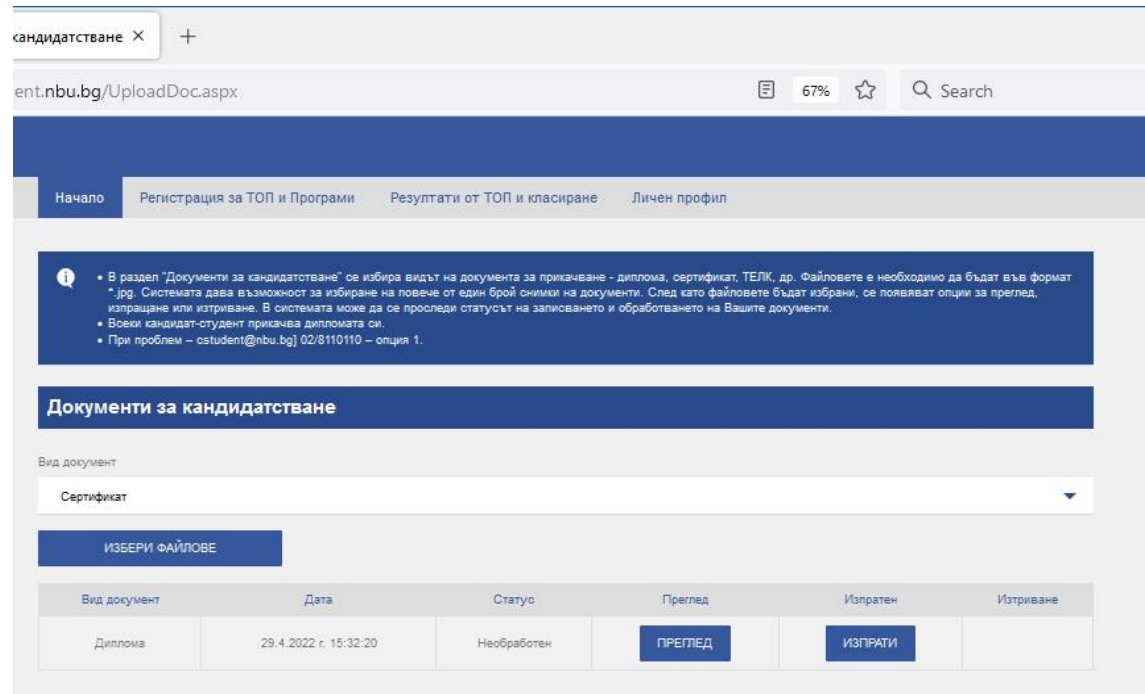 кандидатстване × +
ent.nbu.bg/UploadDoc.aspx 67% Search
Начало Регистрация за ТОП и Програми Резултати от ТОП и класиране Личен профил
• В раздел "Документи за кандидатстване" се избира видът на документа за прикачване - диплома, сертификат, ТЕЛК, др. Файловете е необходимо да бъдат във формат
*.jpg. Системата дава възможност за избиране на повече от един брой снимки на документи. След като файловете бъдат избрани, се появяват опции за преглед,
изпращане или изтриване. В системата може да се проследи статусът на записването и обработването на Вашите документи.
• Всеки кандидат-студент прикачва дипломата си.
• При проблем – cstudent@nbu.bg] 02/8110110 – опция 1.
Документи за кандидатстване
Вид документ
Сертификат
ИЗБЕРИ ФАЙЛОВЕ
Вид документ Дата Статус Преглед Изпратен Изтриване
Диплома 29.4.2022 г. 15:32:20 Необработен ПРЕГЛЕД ИЗПРАТИ